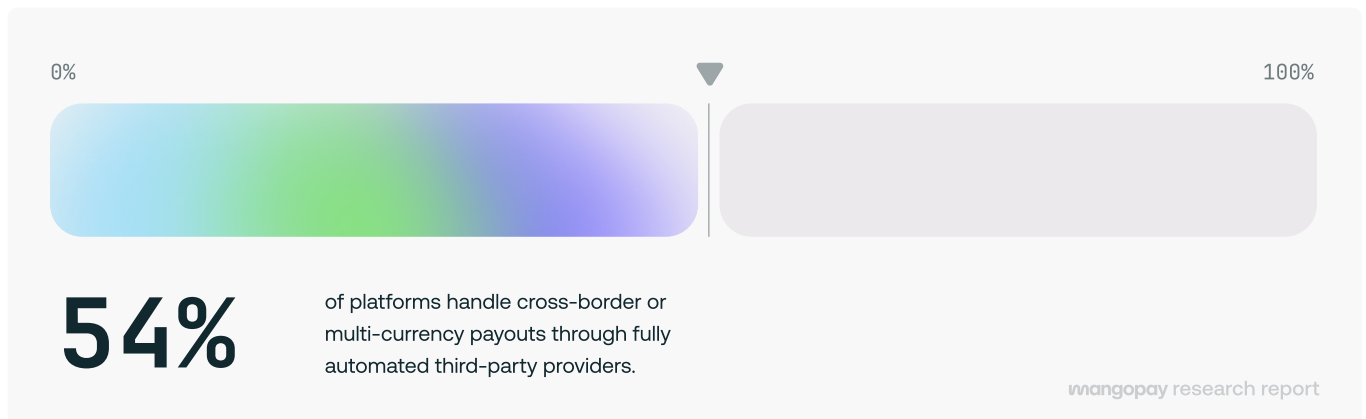 0%
100%
54%
of platforms handle cross-border or
multi-currency payouts through fully
automated third-party providers.
mangopay research report